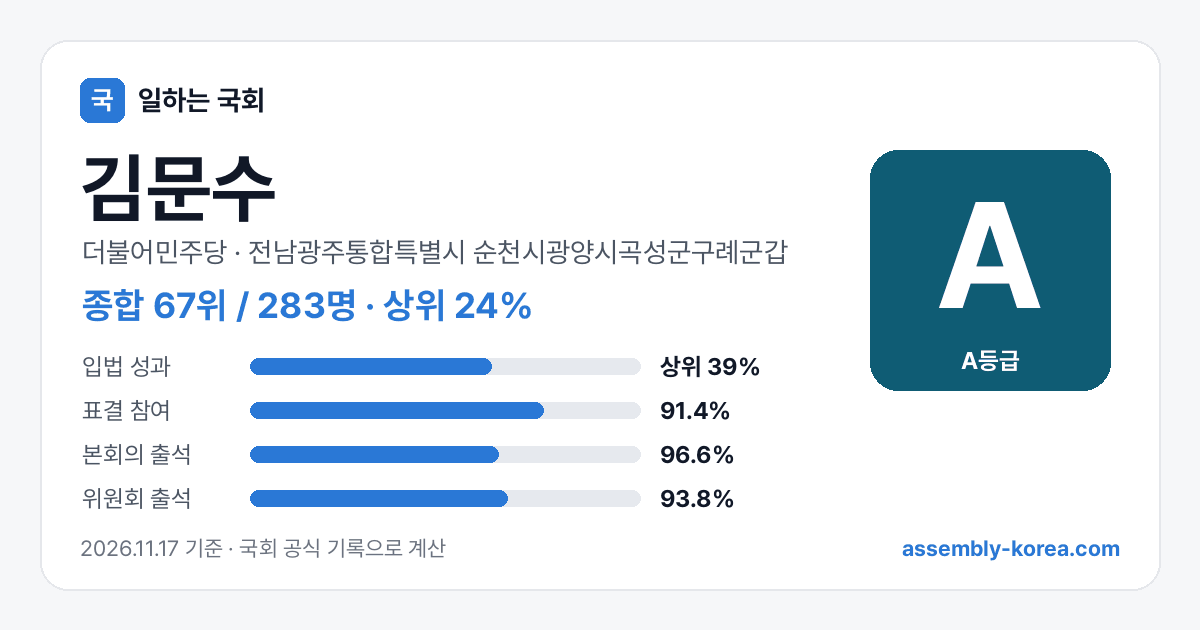 국 일하는 국회
김문수
더불어민주당 · 전남광주통합특별시 순천시광양시곡성군구례군갑
종합 67위 / 283명 · 상위 24%
A
A등급
입법 성과 상위 39%
표결 참여 91.4%
본회의 출석 96.6%
위원회 출석 93.8%
2026.11.17 기준 · 국회 공식 기록으로 계산
assembly-korea.com